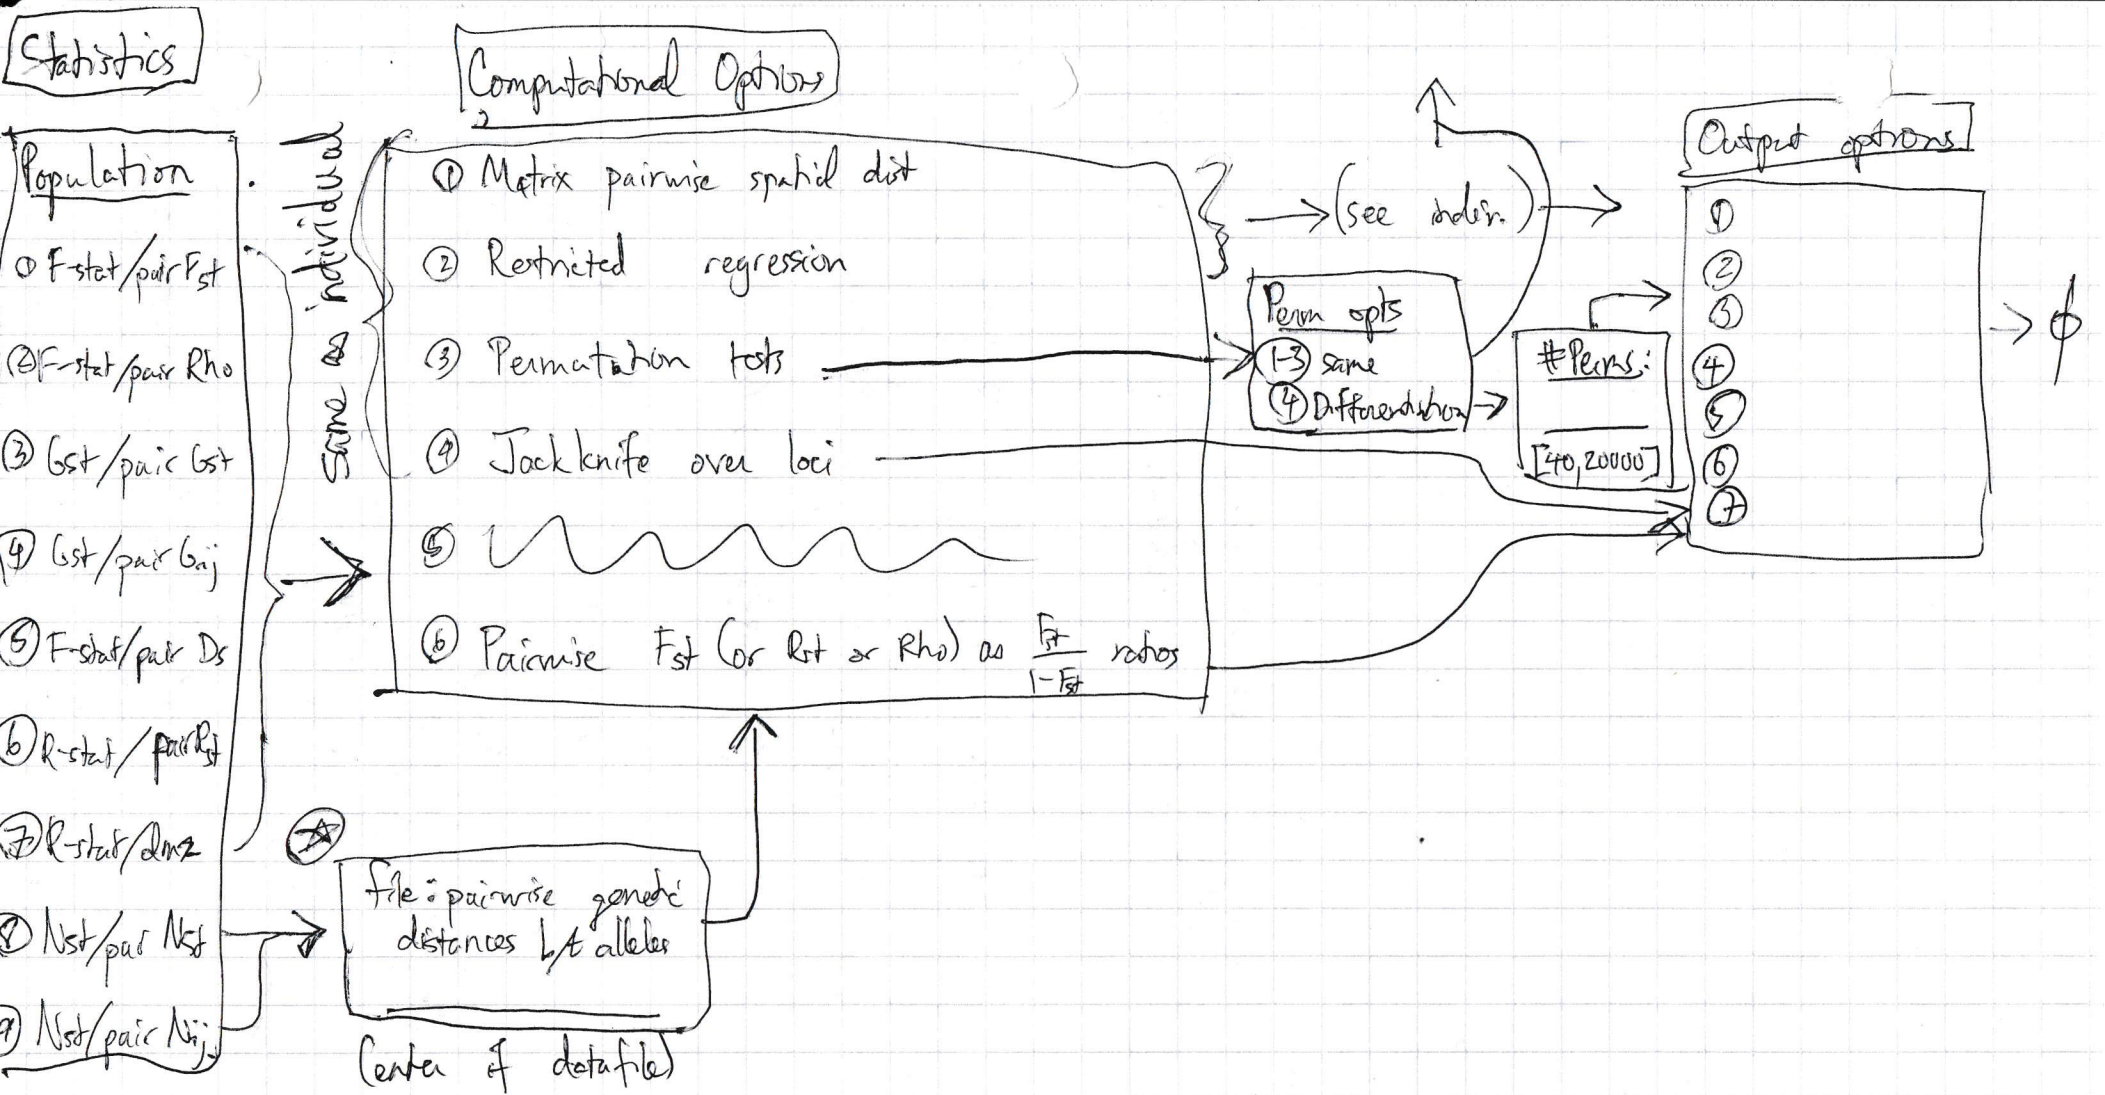 Statistics
Population
① F-stat/pair Fst
② F-stat/pair Rho
③ Gst/pair Gst
④ Gst/pair Gij
⑤ F-stat/pair Ds
⑥ R-stat/pair Rst
⑦ R-stat/dm2
⑧ Nst/pair Nst
⑨ Nst/pair Nij
Same as individual
Computational Options
① Matrix pairwise spatial dist
② Restricted regression
③ Permutation tests
④ Jackknife over loci
⑤
⑥ Pairwise Fst (or Rst or Rho) as Fst/1-Fst ratios
file: pairwise genetic
distances b/t alleles
(enter if datafile)
→ (see indiv.) →
Perm opts
①-③ same
④ Differentiation
#Perms:
[40,20000]
Output options
①
②
③
④
⑤
⑥
⑦
→ ϕ